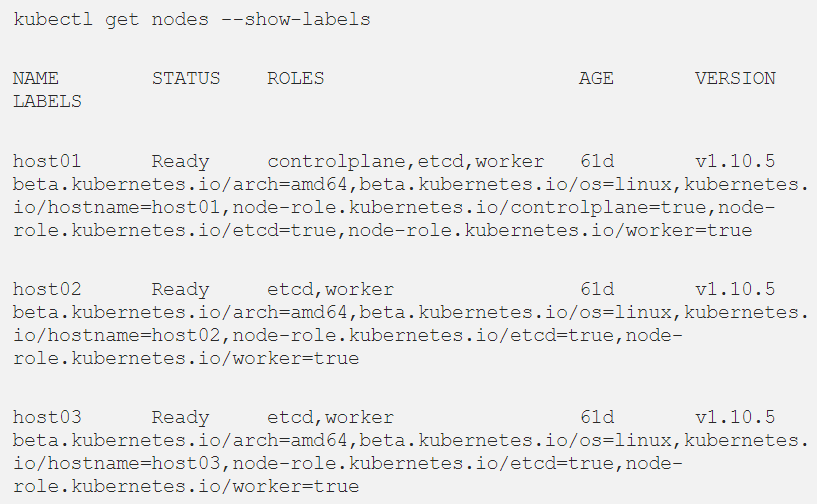 kubectl get nodes --show-labels
NAME STATUS ROLES AGE VERSION
LABELS
host01 Ready controlplane,etcd,worker 61d v1.10.5
beta.kubernetes.io/arch=amd64,beta.kubernetes.io/os=linux,kubernetes.
io/hostname=host01,node-role.kubernetes.io/controlplane=true,node-
role.kubernetes.io/etcd=true,node-role.kubernetes.io/worker=true
host02 Ready etcd,worker 61d v1.10.5
beta.kubernetes.io/arch=amd64,beta.kubernetes.io/os=linux,kubernetes.
io/hostname=host02,node-role.kubernetes.io/etcd=true,node-
role.kubernetes.io/worker=true
host03 Ready etcd,worker 61d v1.10.5
beta.kubernetes.io/arch=amd64,beta.kubernetes.io/os=linux,kubernetes.
io/hostname=host03,node-role.kubernetes.io/etcd=true,node-
role.kubernetes.io/worker=true